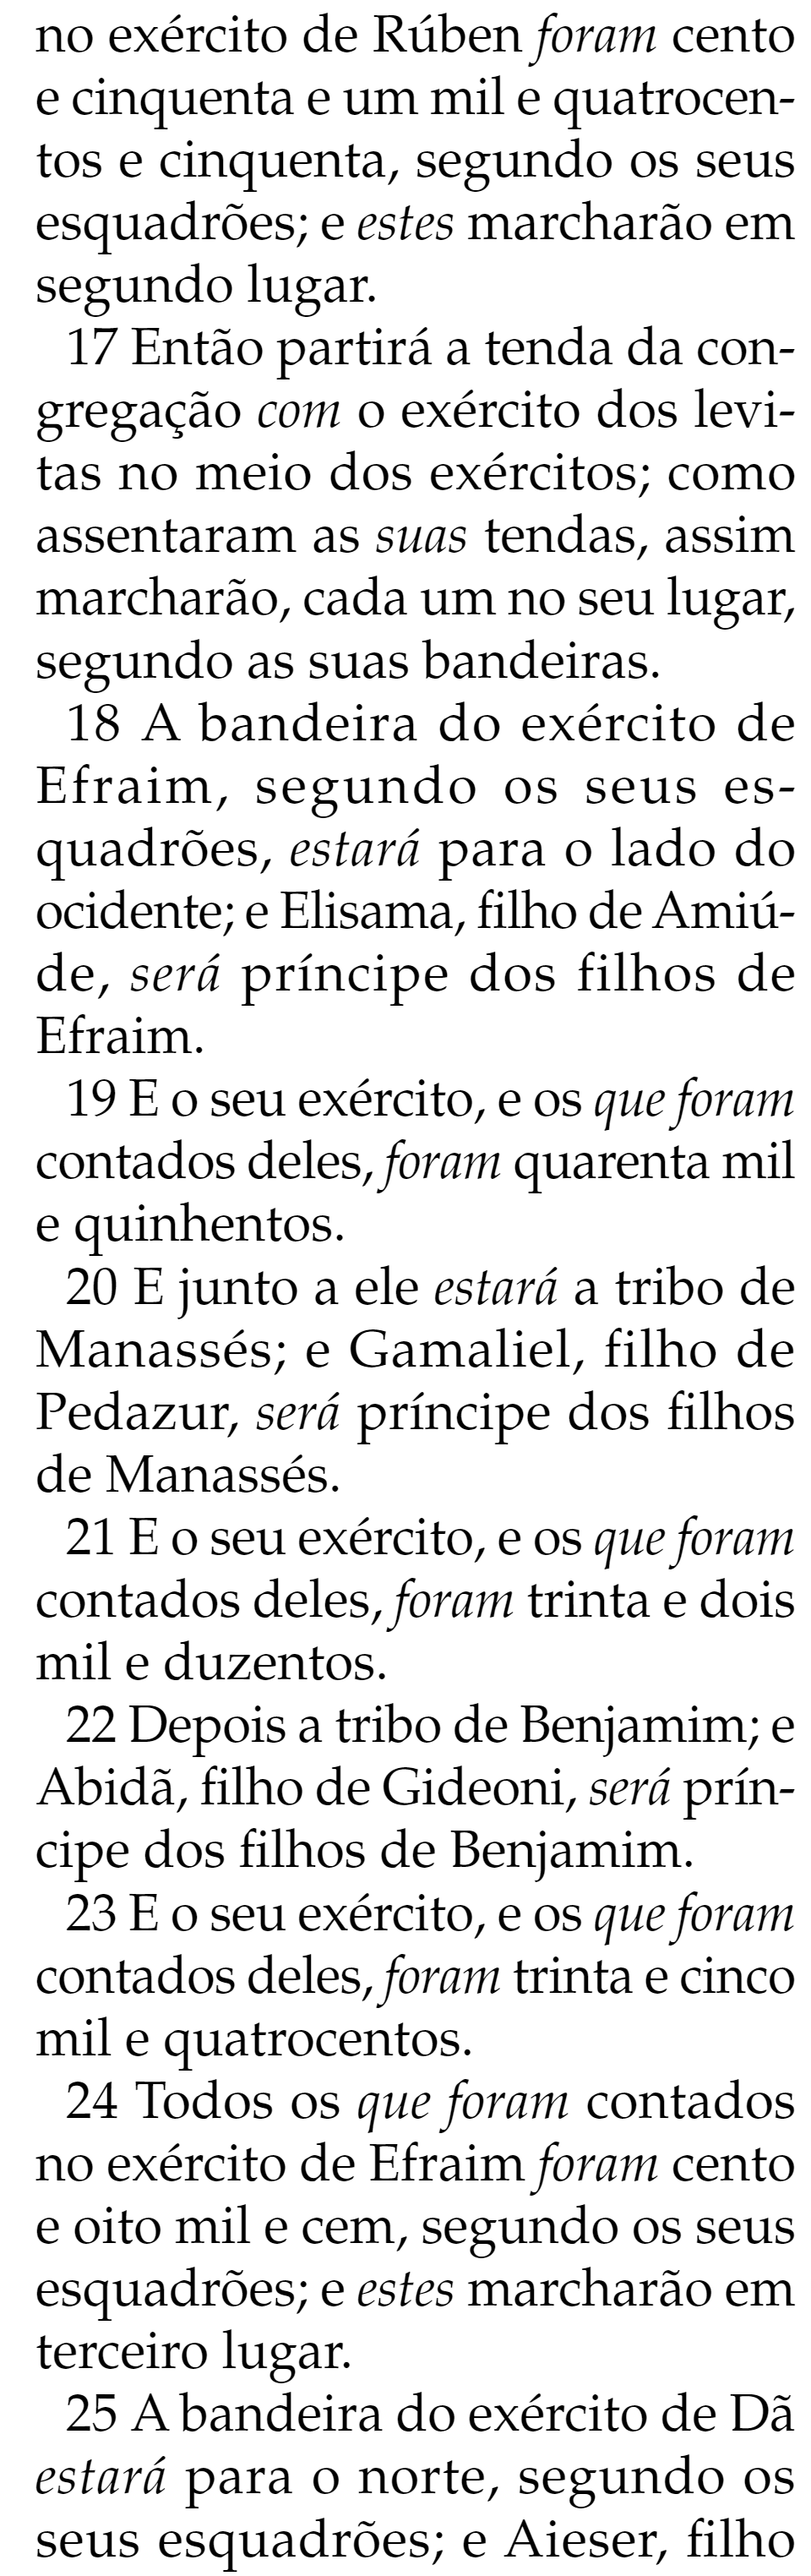 no exército de Rúben foram cento
e cinquenta e um mil e quatrocen-
tos e cinquenta, segundo os seus
esquadrões; e estes marcharão em
segundo lugar.
17 Então partirá a tenda da con-
gregação com o exército dos levi-
tas no meio dos exércitos; como
assentaram as suas tendas, assim
marcharão, cada um no seu lugar,
segundo as suas bandeiras.
18 A bandeira do exército de
Efraim, segundo os seus es-
quadrões, estará para o lado do
ocidente; e Elisama, filho de Amiú-
de, será príncipe dos filhos de
Efraim.
19 E o seu exército, e os que foram
contados deles, foram quarenta mil
e quinhentos.
20 E junto a ele estará a tribo de
Manassés; e Gamaliel, filho de
Pedazur, será príncipe dos filhos
de Manassés.
21 E o seu exército, e os que foram
contados deles, foram trinta e dois
mil e duzentos.
22 Depois a tribo de Benjamim; e
Abidã, filho de Gideoni, será prín-
cipe dos filhos de Benjamim.
23 E o seu exército, e os que foram
contados deles, foram trinta e cinco
mil e quatrocentos.
24 Todos os que foram contados
no exército de Efraim foram cento
e oito mil e cem, segundo os seus
esquadrões; e estes marcharão em
terceiro lugar.
25 A bandeira do exército de Dã
estará para o norte, segundo os
seus esquadrões; e Aieser, filho